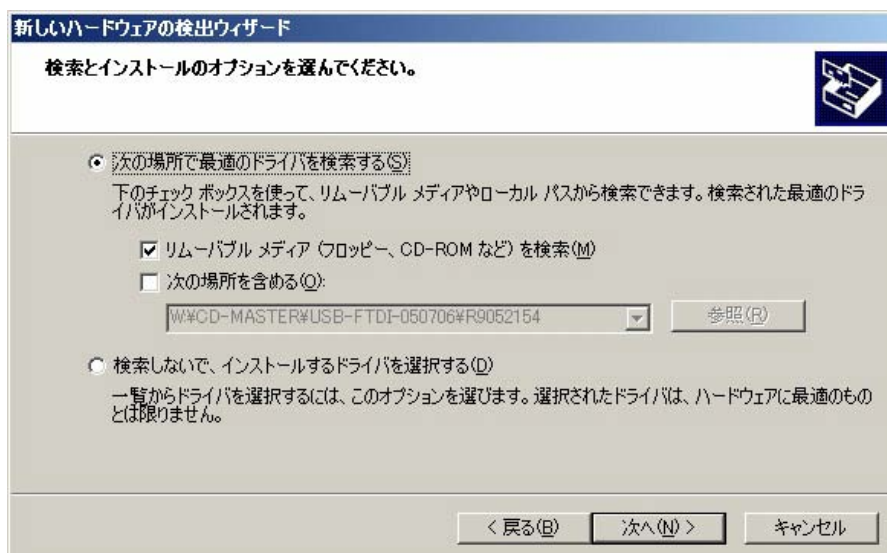 新しいハードウェアの検出ウィザード
検索とインストールのオプションを選んでください。
次の場所で最適のドライバを検索する(S)
下のチェック ボックスを使って、リムーバブル メディアやローカル パスから検索できます。検索された最適のドラ
イバがインストールされます。
リムーバブル メディア (フロッピー、CD-ROM など) を検索(M)
次の場所を含める(O):
W:¥CD-MASTER¥USB-FTDI-050706¥R9052154
参照(R)
検索しないで、インストールするドライバを選択する(D)
一覧からドライバを選択するには、このオプションを選びます。選択されたドライバは、ハードウェアに最適のもの
とは限りません。
< 戻る(B)
次へ(N) >
キャンセル